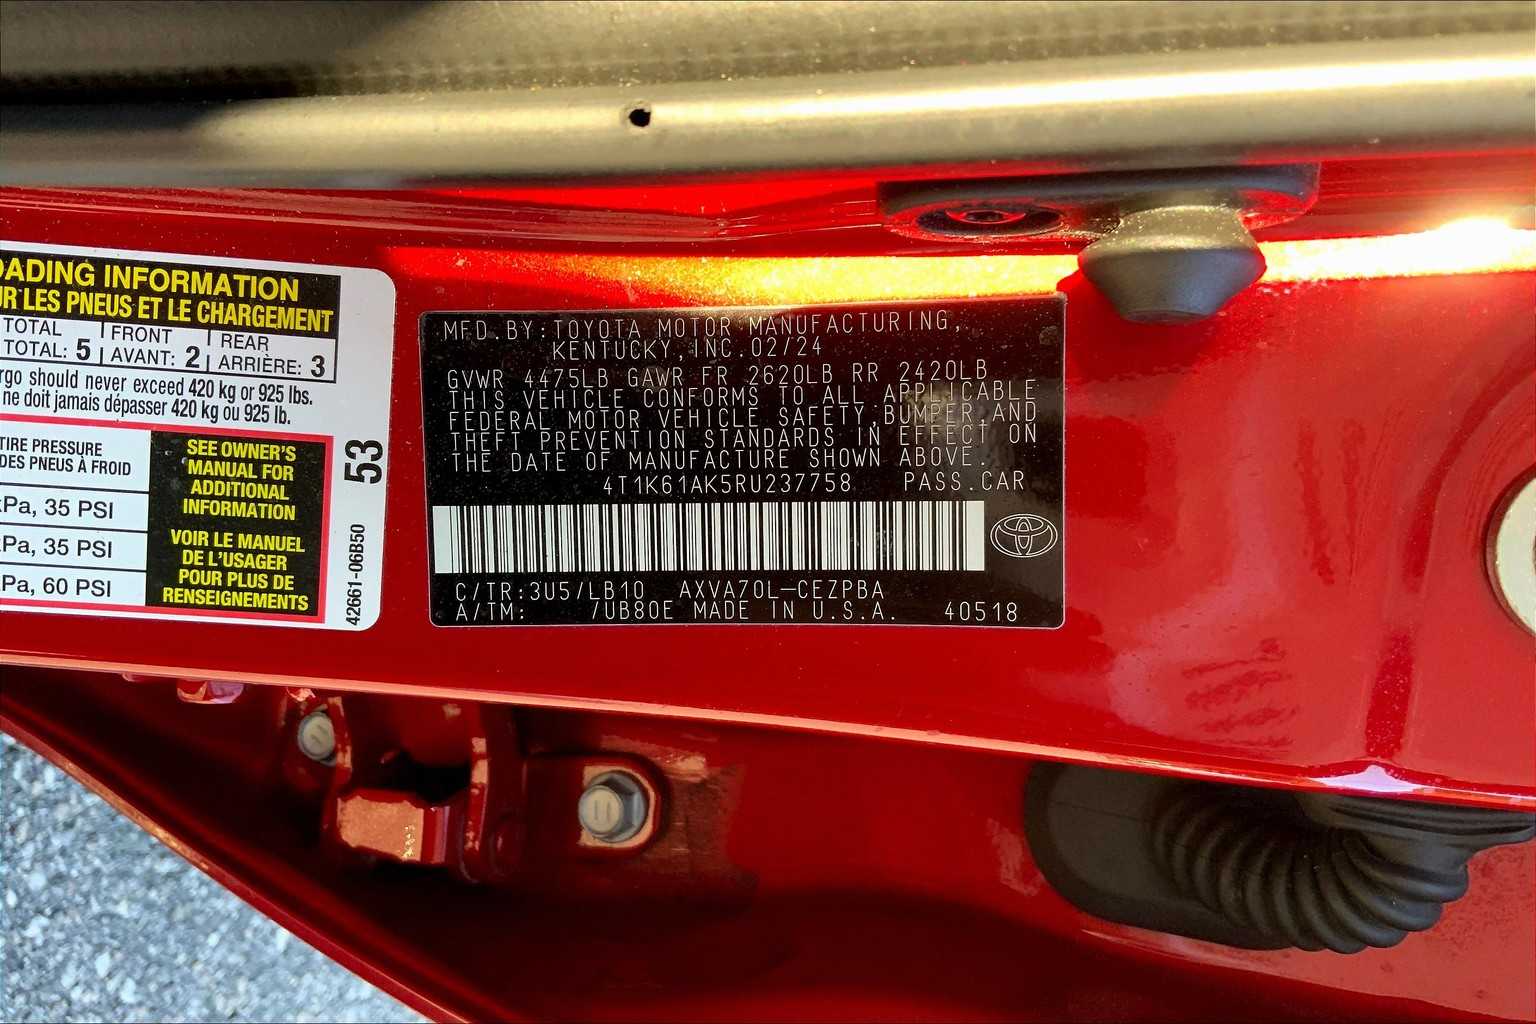 OADING INFORMATION
UR LES PNEUS ET LE CHARGEMENT
TOTAL | FRONT | REAR
TOTAL: 5 | AVANT: 2 | ARRIÈRE: 3
rgo should never exceed 420 kg or 925 lbs.
ne doit jamais dépasser 420 kg ou 925 lb.
TIRE PRESSURE
DES PNEUS À FROID
kPa, 35 PSI
kPa, 35 PSI
kPa, 60 PSI
SEE OWNER'S
MANUAL FOR
ADDITIONAL
INFORMATION
VOIR LE MANUEL
DE L'USAGER
POUR PLUS DE
RENSEIGNEMENTS
53
42661-06B50
MFD.BY:TOYOTA MOTOR MANUFACTURING,
KENTUCKY,INC.02/24
GVWR 4475LB GAWR FR 2620LB RR 2420LB
THIS VEHICLE CONFORMS TO ALL APPLICABLE
FEDERAL MOTOR VEHICLE SAFETY,BUMPER,AND
THEFT PREVENTION STANDARDS IN EFFECT ON
THE DATE OF MANUFACTURE SHOWN ABOVE.
4T1K61AK5RU237758 PASS.CAR
C/TR:3U5/LB10 AXVA70L-CEZPBA
A/TM: /UB80E MADE IN U.S.A. 40518